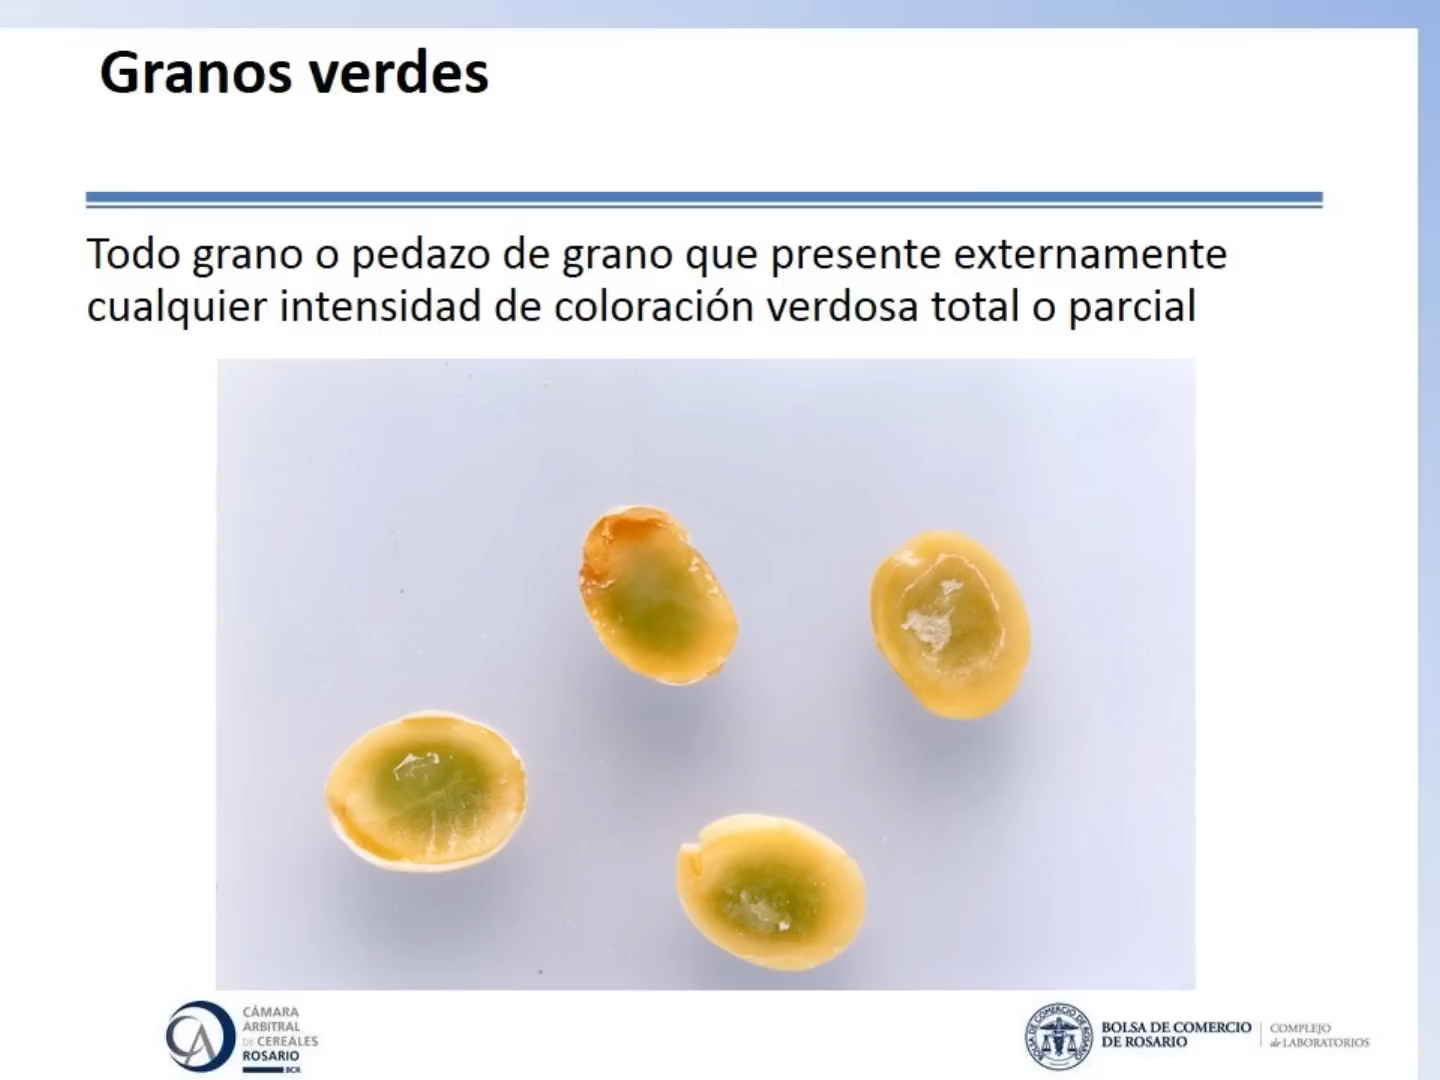 Granos verdes
Todo grano o pedazo de grano que presente externamente
cualquier intensidad de coloración verdosa total o parcial
CÁMARA
ARBITRAL
DE CEREALES
ROSARIO
BCR
BOLSA DE COMERCIO
DE ROSARIO
COMPLEJO
de LABORATORIOS